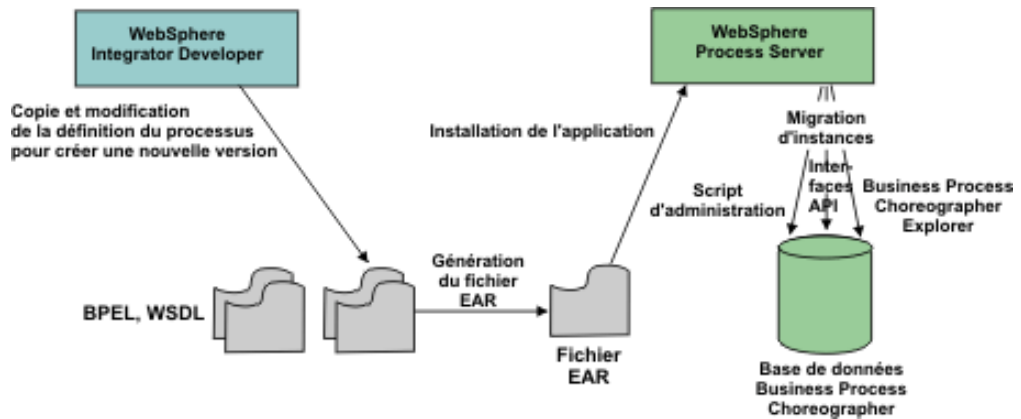 WebSphere
Integrator Developer
WebSphere
Process Server
Copie et modification
de la définition du processus
pour créer une nouvelle version
Installation de l'application
Migration
d'instances
Script
d'administration
Inter-
faces
API
Business Process
Choreographer
Explorer
BPEL, WSDL
Génération
du fichier
EAR
Fichier
EAR
Base de données
Business Process
Choreographer